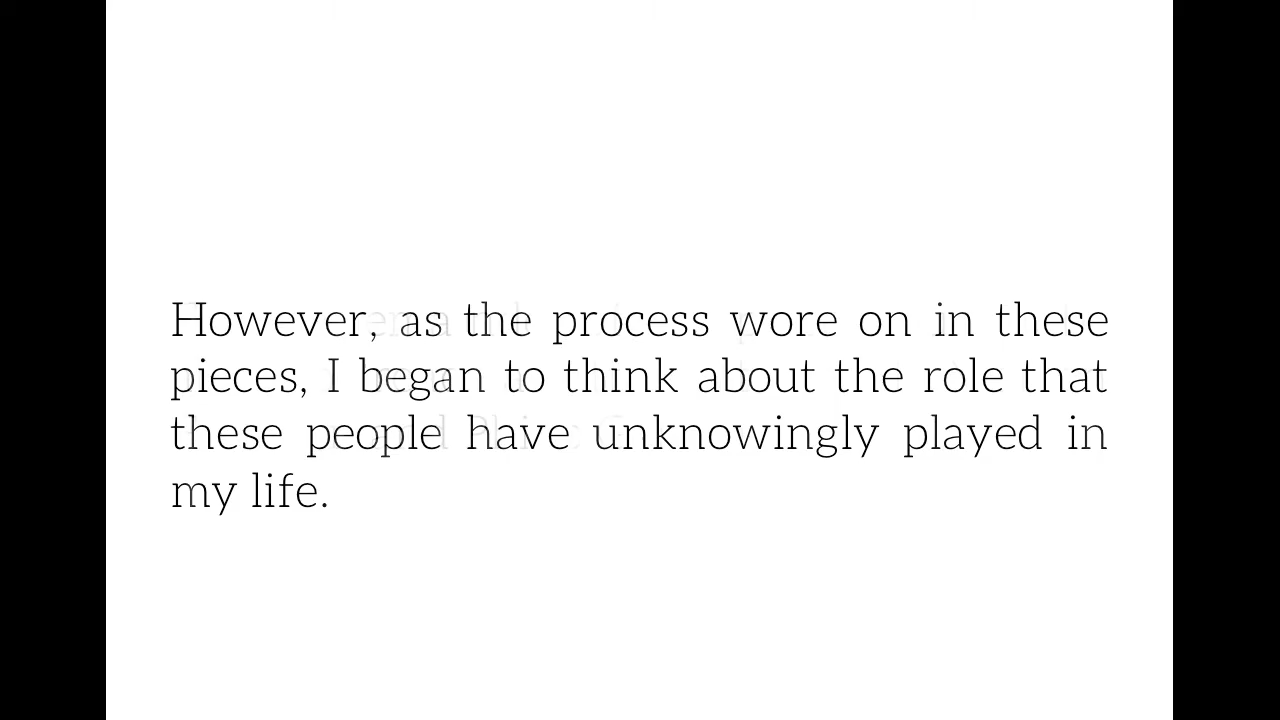 However, as the process wore on in these
pieces, I began to think about the role that
these people have unknowingly played in
my life.